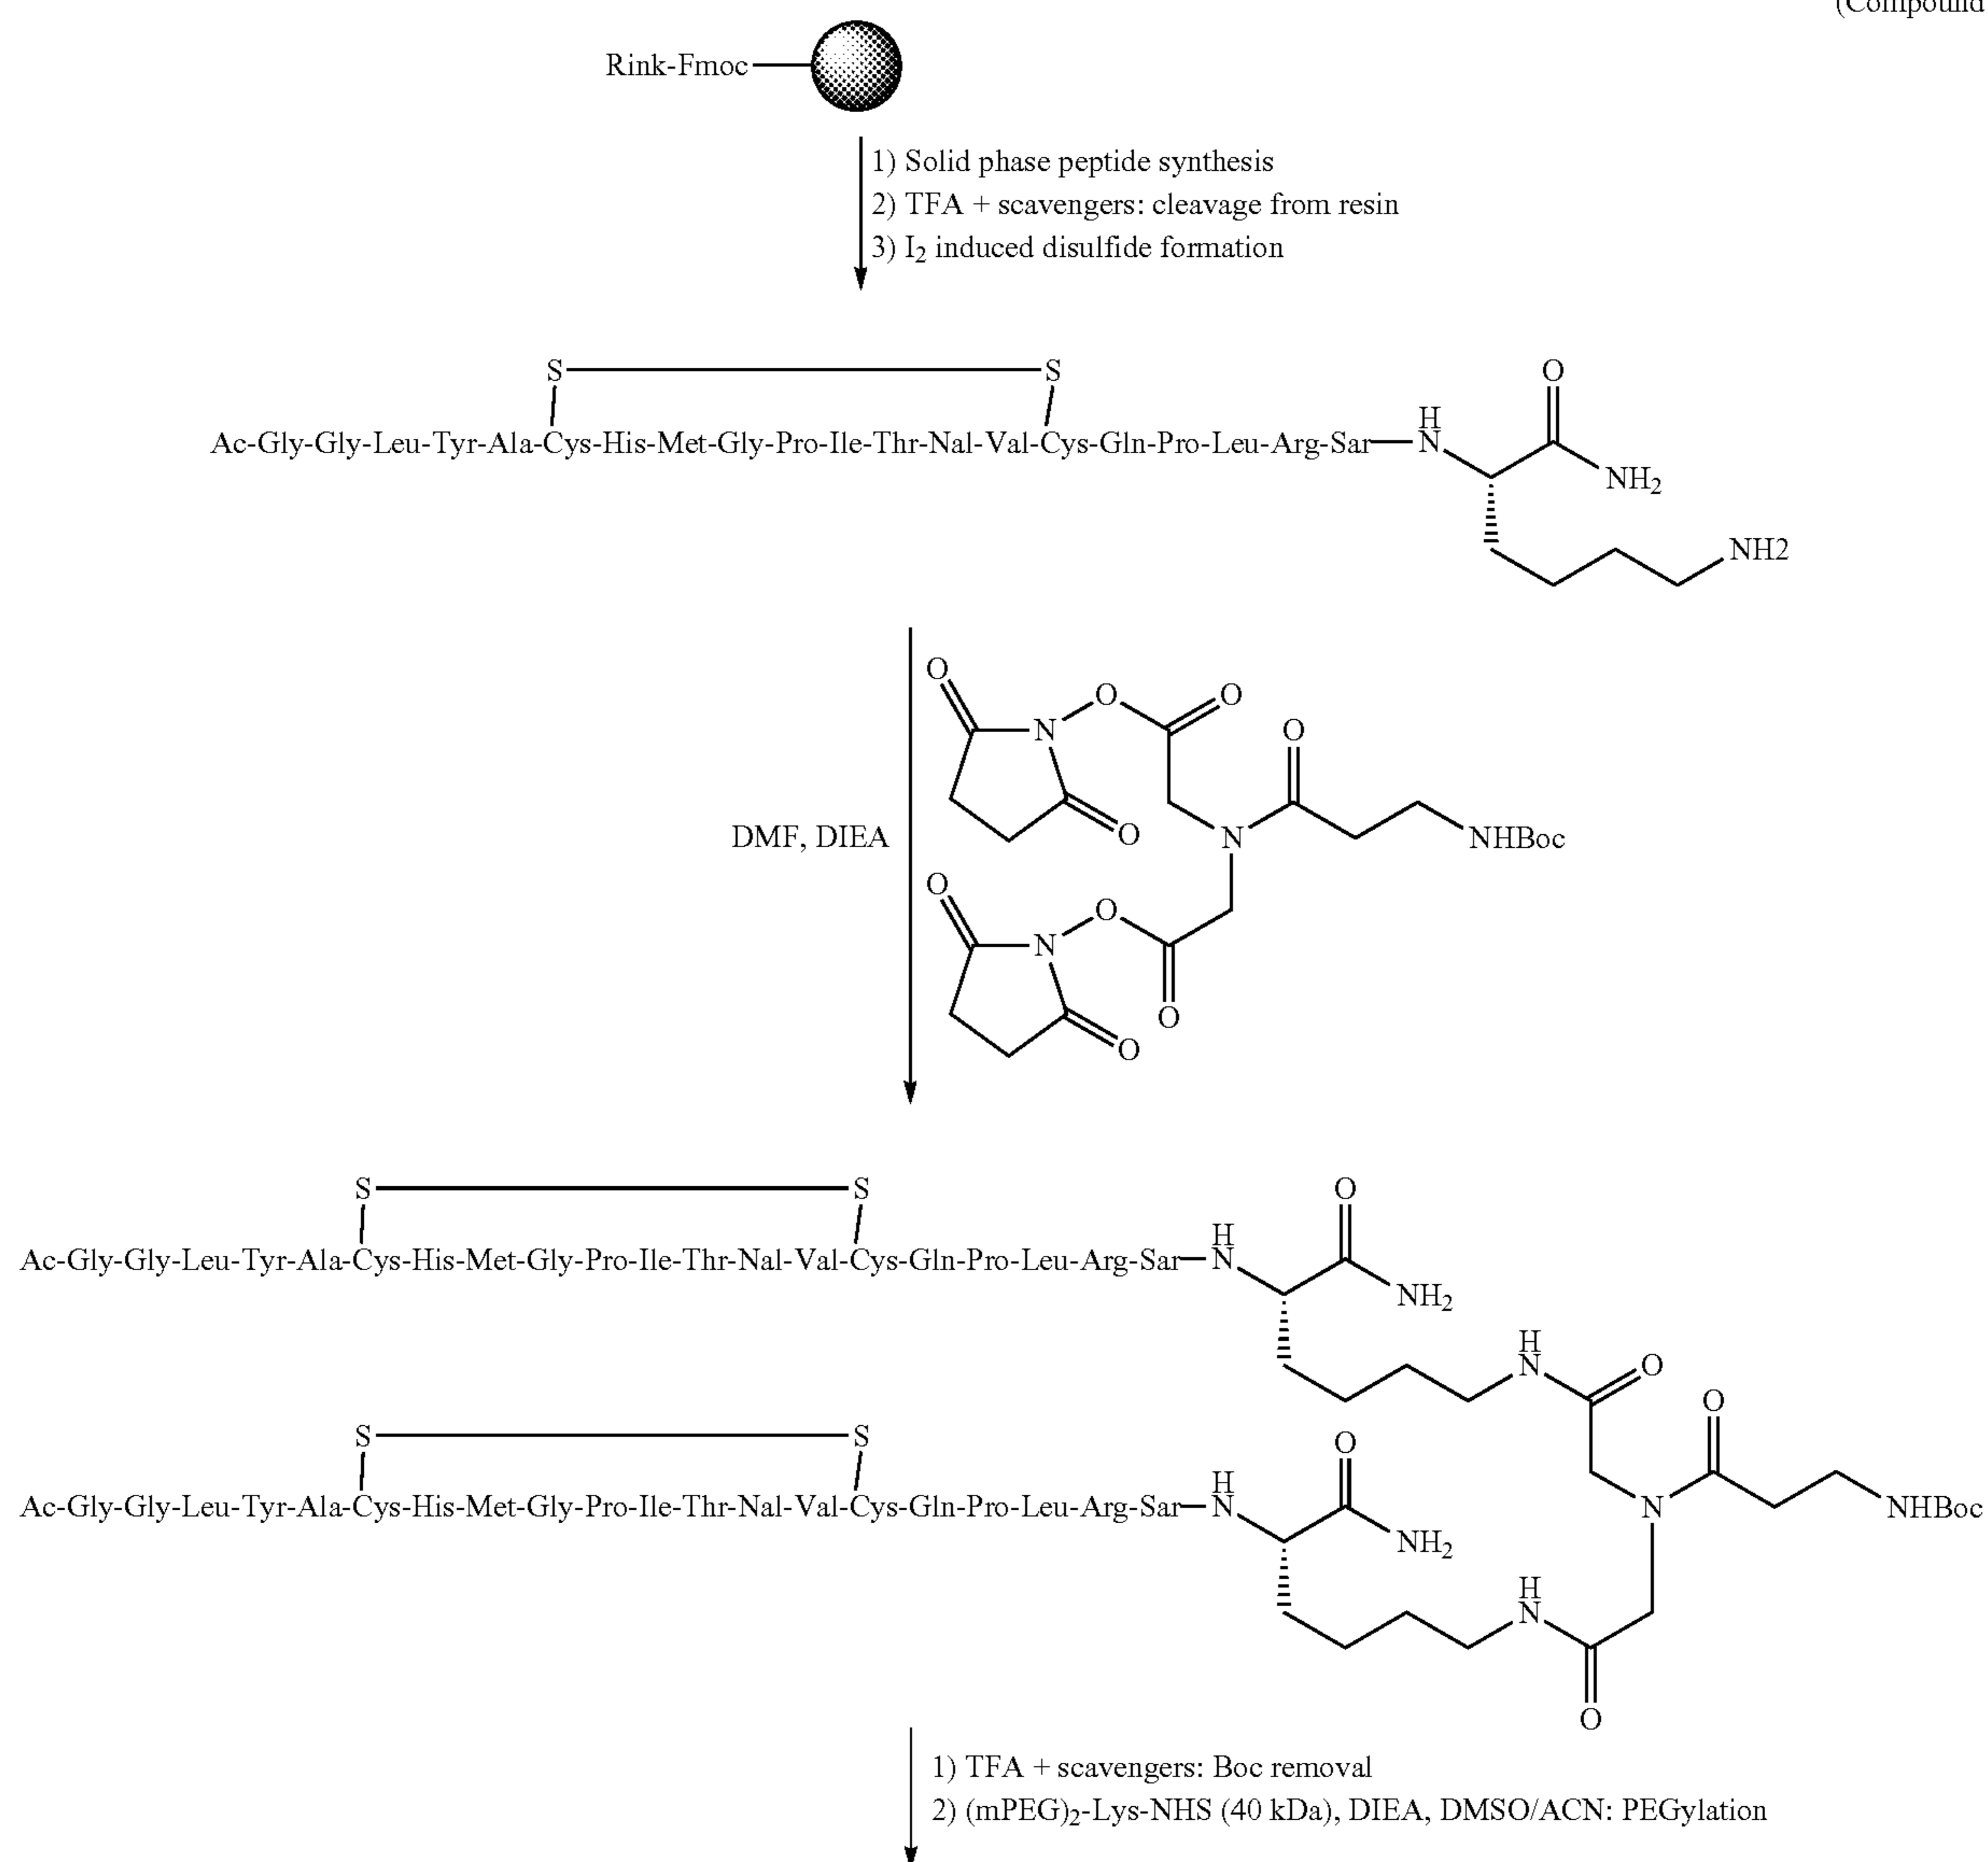 (Compound
Rink-Fmoc
1) Solid phase peptide synthesis
2) TFA + scavengers: cleavage from resin
3) I₂ induced disulfide formation
S S
O
Ac-Gly-Gly-Leu-Tyr-Ala-Cys-His-Met-Gly-Pro-Ile-Thr-Nal-Val-Cys-Gln-Pro-Leu-Arg-Sar
H
N
NH₂
NH2
O
O
O
N
O
O
N
NHBoc
DMF, DIEA
O
O
O
N
O
O
S S
O
Ac-Gly-Gly-Leu-Tyr-Ala-Cys-His-Met-Gly-Pro-Ile-Thr-Nal-Val-Cys-Gln-Pro-Leu-Arg-Sar
H
N
NH₂
H
N
O
O
S S
O
Ac-Gly-Gly-Leu-Tyr-Ala-Cys-His-Met-Gly-Pro-Ile-Thr-Nal-Val-Cys-Gln-Pro-Leu-Arg-Sar
H
N
NH₂
N
NHBoc
H
N
O
1) TFA + scavengers: Boc removal
2) (mPEG)₂-Lys-NHS (40 kDa), DIEA, DMSO/ACN: PEGylation